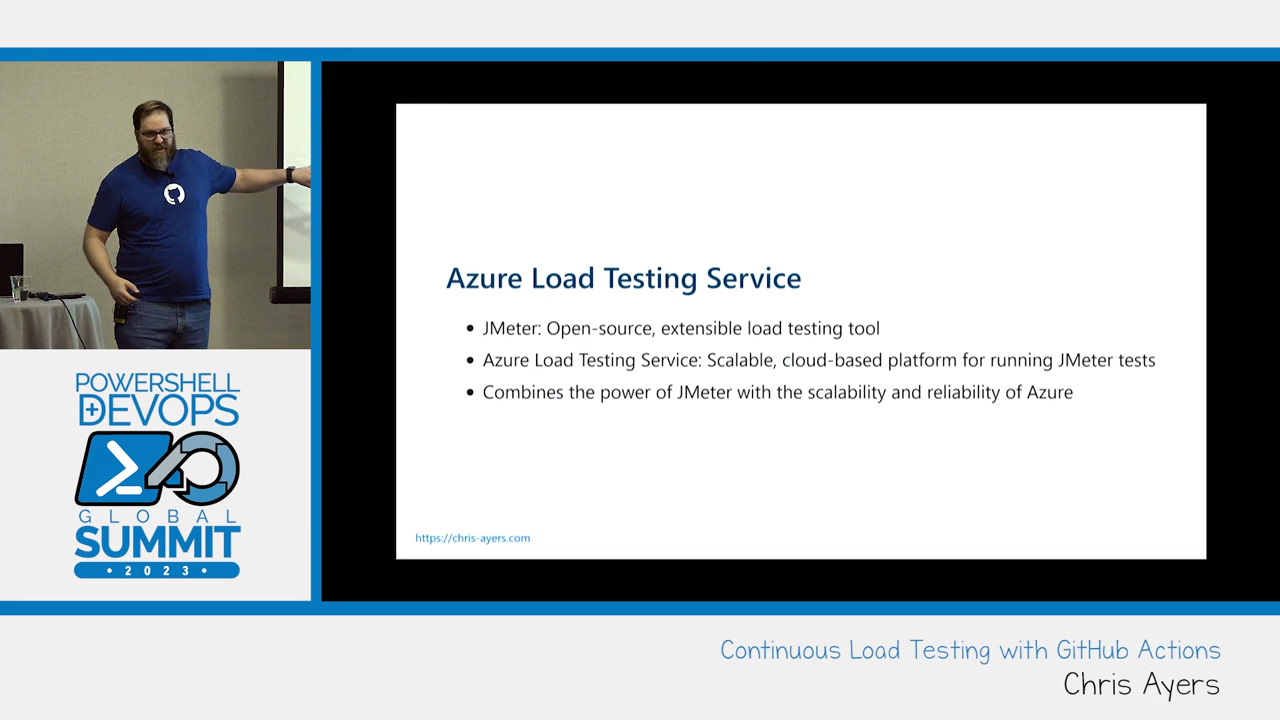 POWERSHELL
+DEVOPS
GLOBAL
SUMMIT
• 2023 •
Azure Load Testing Service
• JMeter: Open-source, extensible load testing tool
• Azure Load Testing Service: Scalable, cloud-based platform for running JMeter tests
• Combines the power of JMeter with the scalability and reliability of Azure
https://chris-ayers.com
Continuous Load Testing with GitHub Actions
Chris Ayers